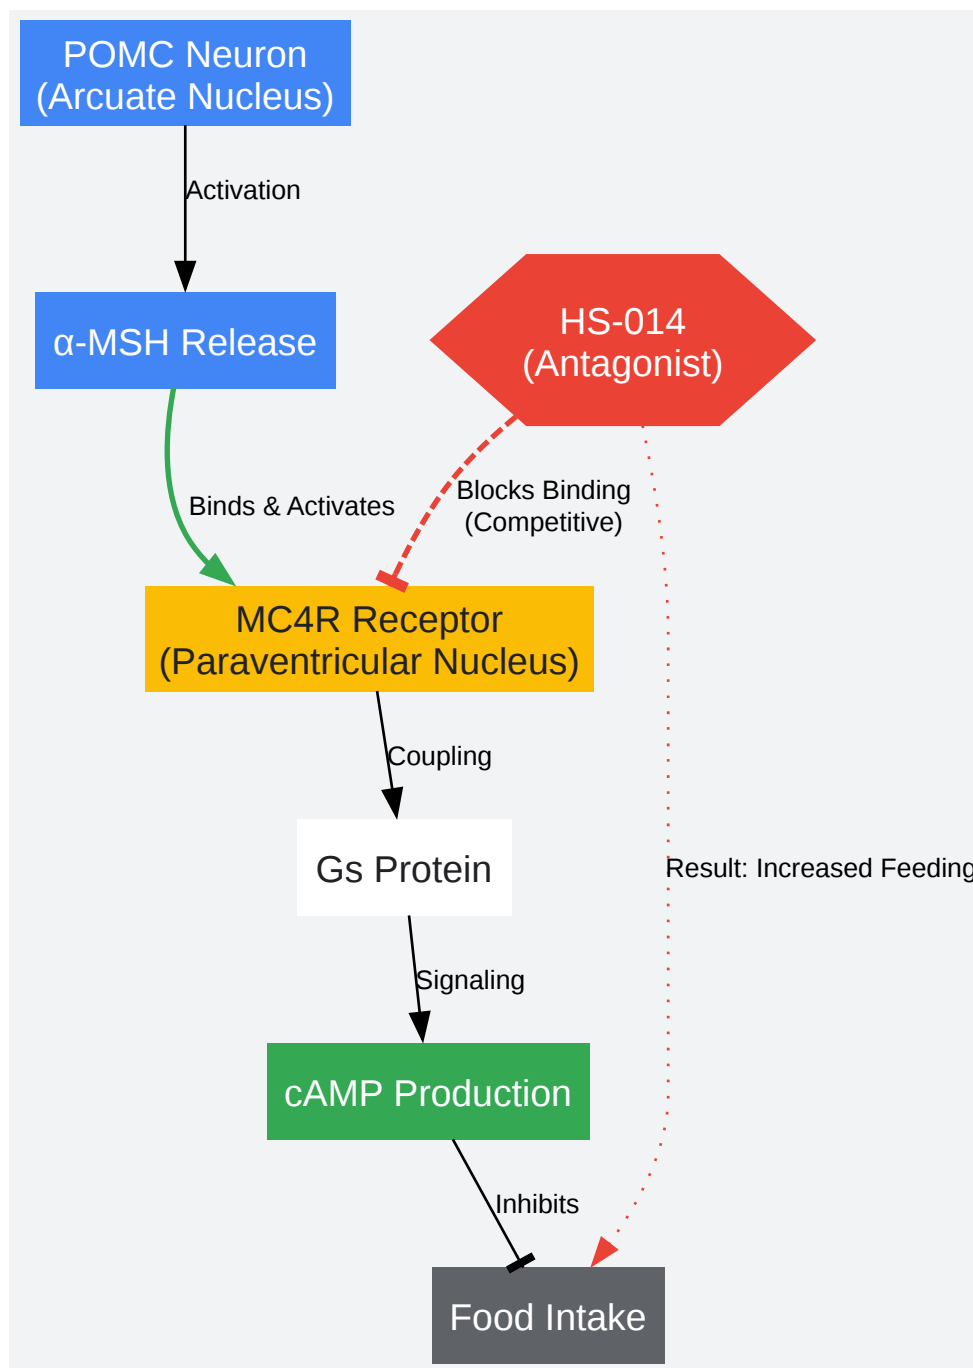 POMC Neuron
(Arcuate Nucleus)
Activation
α-MSH Release
HS-014
(Antagonist)
Binds & Activates
Blocks Binding
(Competitive)
MC4R Receptor
(Paraventricular Nucleus)
Coupling
Gs Protein
Result: Increased Feeding
Signaling
cAMP Production
Inhibits
Food Intake